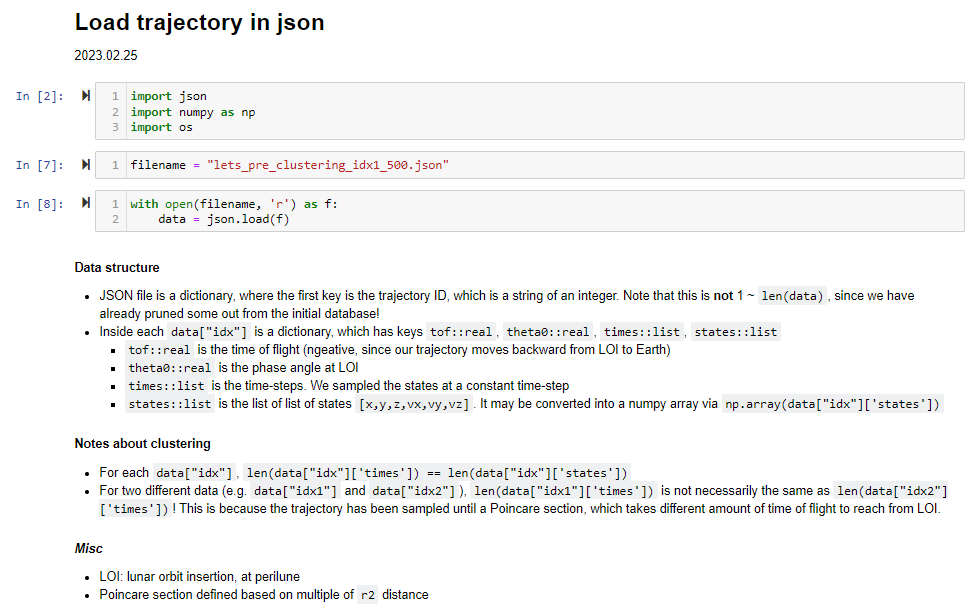 Load trajectory in json
2023.02.25
In [2]:
1 import json
2 import numpy as np
3 import os
In [7]:
1 filename = "lets_pre_clustering_idx1_500.json"
In [8]:
1 with open(filename, 'r') as f:
2     data = json.load(f)
Data structure
• JSON file is a dictionary, where the first key is the trajectory ID, which is a string of an integer. Note that this is not 1 ~ len(data) , since we have
already pruned some out from the initial database!
• Inside each data["idx"] is a dictionary, which has keys tof::real , theta0::real , times::list , states::list
▪ tof::real is the time of flight (ngeative, since our trajectory moves backward from LOI to Earth)
▪ theta0::real is the phase angle at LOI
▪ times::list is the time-steps. We sampled the states at a constant time-step
▪ states::list is the list of list of states [x,y,z,vx,vy,vz] . It may be converted into a numpy array via np.array(data["idx"]['states'])
Notes about clustering
• For each data["idx"] , len(data["idx"]['times']) == len(data["idx"]['states'])
• For two different data (e.g. data["idx1"] and data["idx2"] ), len(data["idx1"]['times']) is not necessarily the same as len(data["idx2"]
['times']) ! This is because the trajectory has been sampled until a Poincare section, which takes different amount of time of flight to reach from LOI.
Misc
• LOI: lunar orbit insertion, at perilune
• Poincare section defined based on multiple of r2 distance